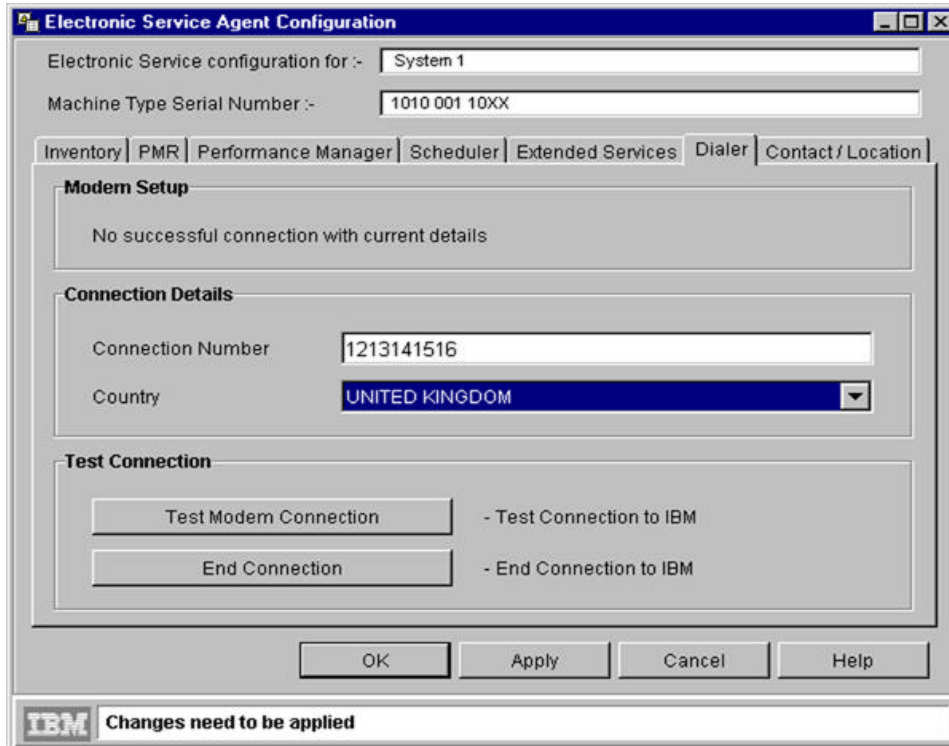 Electronic Service Agent Configuration
Electronic Service configuration for :- System 1
Machine Type Serial Number :- 1010 001 10XX
Inventory PMR Performance Manager Scheduler Extended Services Dialer Contact / Location
Modem Setup
No successful connection with current details
Connection Details
Connection Number 1213141516
Country UNITED KINGDOM
Test Connection
Test Modem Connection - Test Connection to IBM
End Connection - End Connection to IBM
OK Apply Cancel Help
IBM Changes need to be applied